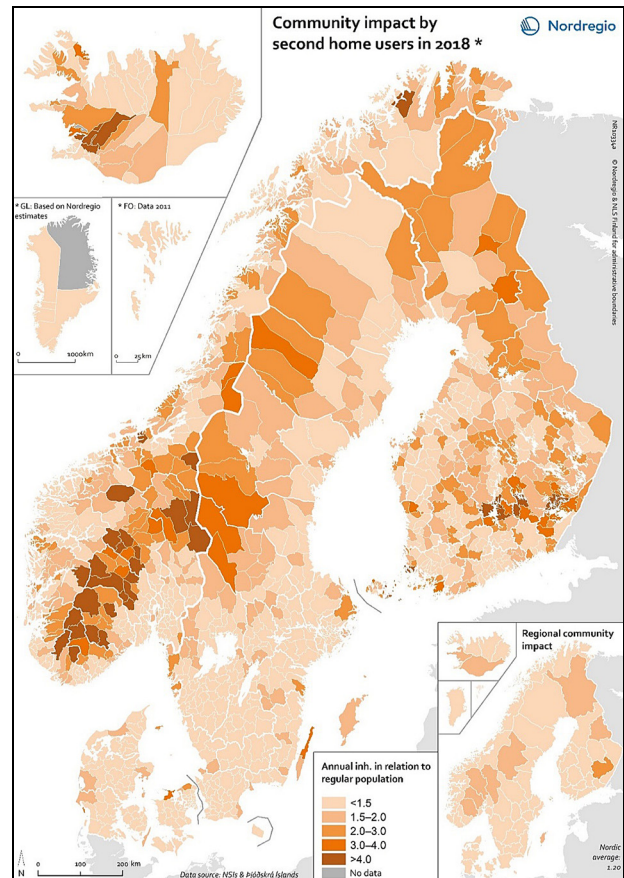 Community impact by
second home users in 2018 *
Nordregio
NR10331a © Nordregio & NLS Finland for administrative boundaries
* GL: Based on Nordregio
estimates
* FO: Data 2011
0 1000 km
0 25 km
Regional community
impact
Annual inh. in relation to
regular population
<1.5
1.5–2.0
2.0–3.0
3.0–4.0
>4.0
No data
Nordic
average:
1.20
N
0 100 200 km
Data source: NSIs & Þjóðskrá Íslands